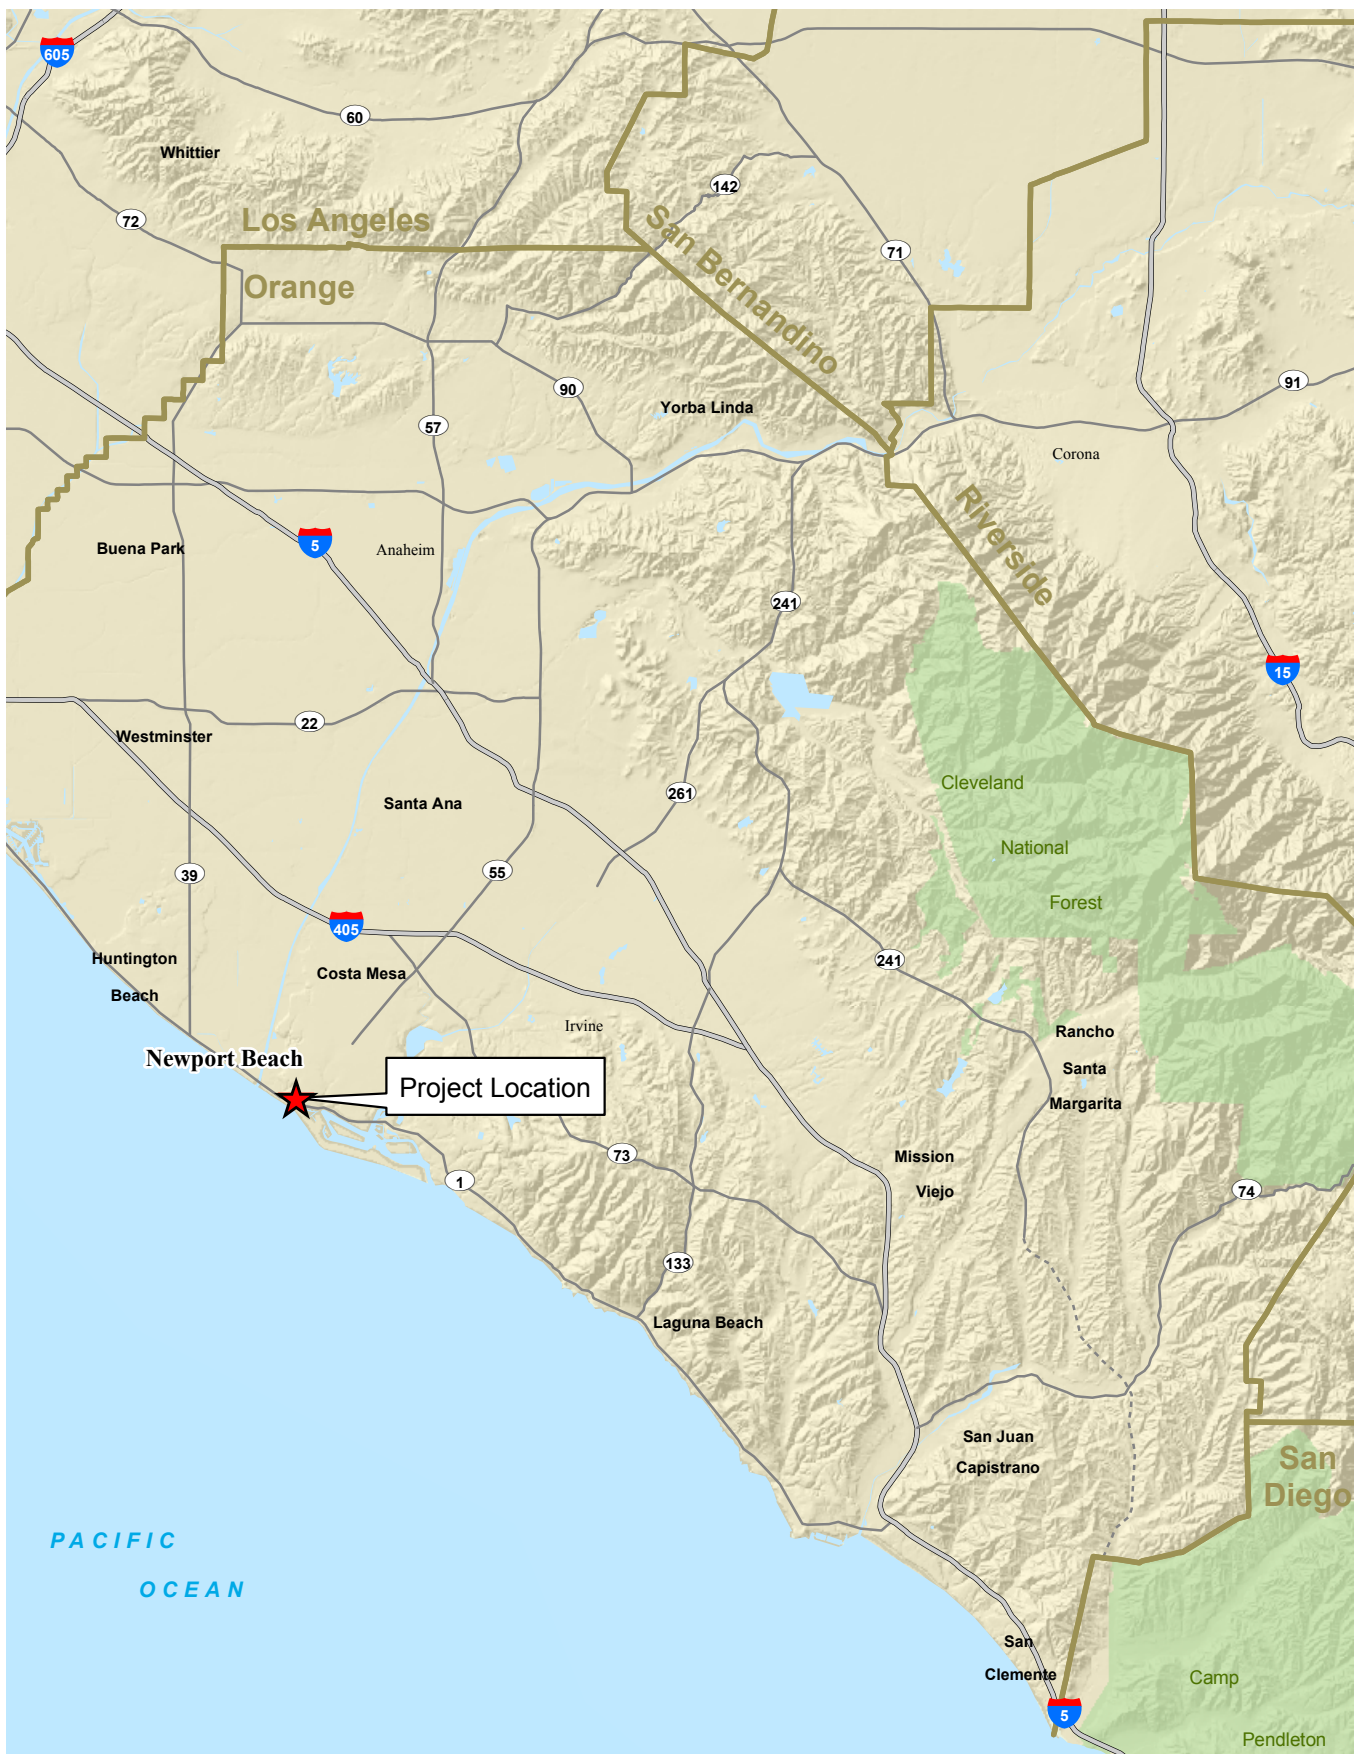 605
60
Whittier
142
72
Los Angeles
San Bernardino
71
Orange
91
90
Yorba Linda
57
Corona
Riverside
Buena Park
5
Anaheim
241
15
22
Westminster
Cleveland
261
Santa Ana
National
39
55
Forest
405
Huntington
Beach
Costa Mesa
241
Irvine
Rancho
Santa
Margarita
Newport Beach
Project Location
73
Mission
Viejo
1
74
133
Laguna Beach
San Juan
Capistrano
San
Diego
PACIFIC
OCEAN
San
Clemente
Camp
5
Pendleton